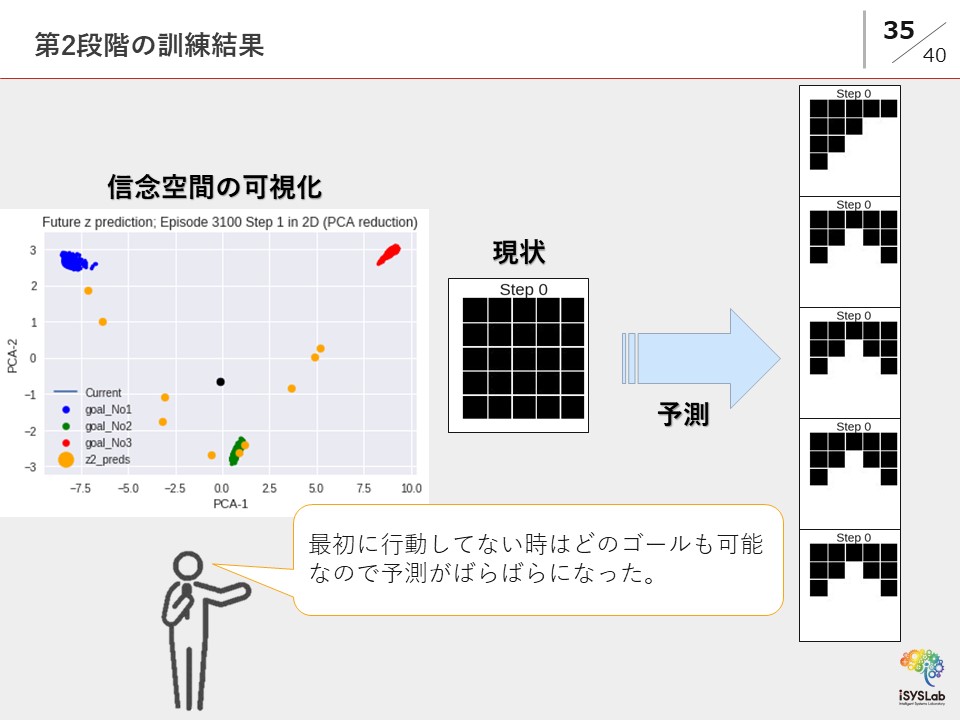 第2段階の訓練結果
35
40
信念空間の可視化
Future z prediction; Episode 3100 Step 1 in 2D (PCA reduction)
3
2
1
0
−1
−2
−3
PCA-2
Current
goal_No1
goal_No2
goal_No3
z2_preds
−7.5 −5.0 −2.5 0.0 2.5 5.0 7.5 10.0
PCA-1
現状
Step 0
予測
Step 0
Step 0
Step 0
Step 0
Step 0
最初に行動してない時はどのゴールも可能
なので予測がばらばらになった。
iSYSLab
Intelligent Systems Laboratory